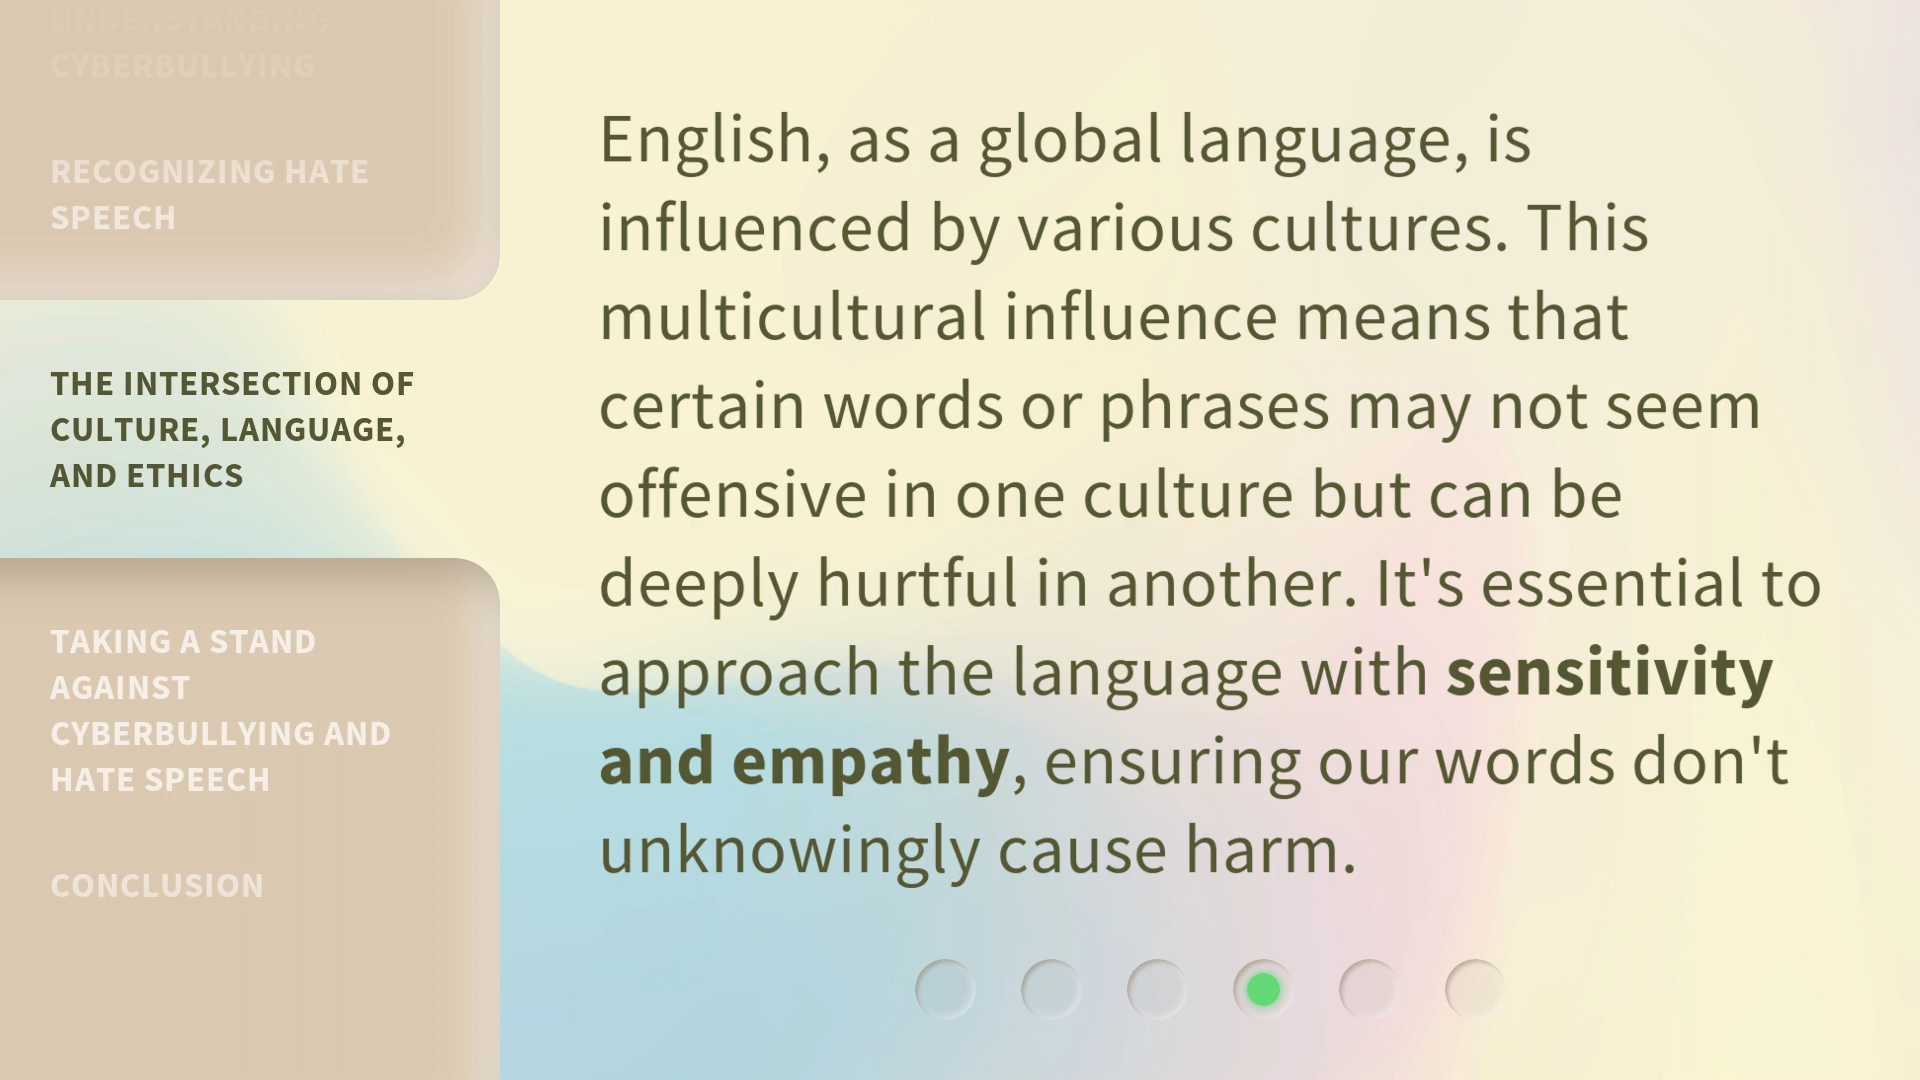 UNDERSTANDING
CYBERBULLYING
RECOGNIZING HATE
SPEECH
THE INTERSECTION OF
CULTURE, LANGUAGE,
AND ETHICS
TAKING A STAND
AGAINST
CYBERBULLYING AND
HATE SPEECH
CONCLUSION
English, as a global language, is
influenced by various cultures. This
multicultural influence means that
certain words or phrases may not seem
offensive in one culture but can be
deeply hurtful in another. It's essential to
approach the language with sensitivity
and empathy, ensuring our words don't
unknowingly cause harm.